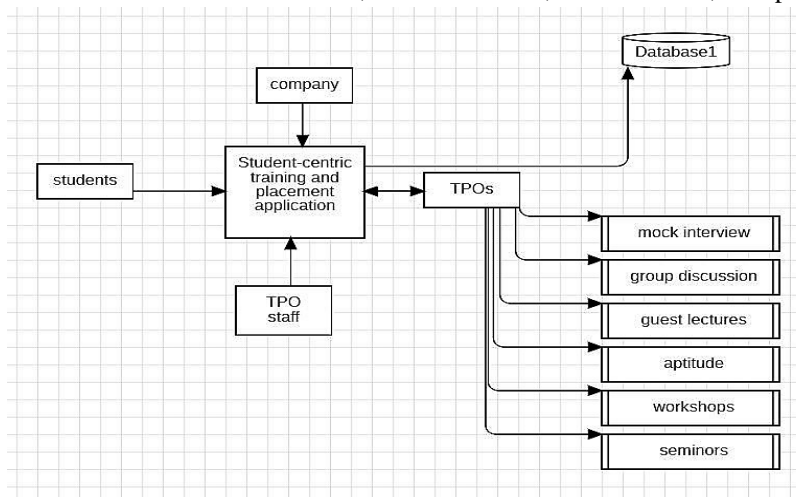 Database1
company
Student-centric
training and
placement
application
students
TPOs
mock interview
group discussion
TPO
staff
guest lectures
aptitude
workshops
seminors